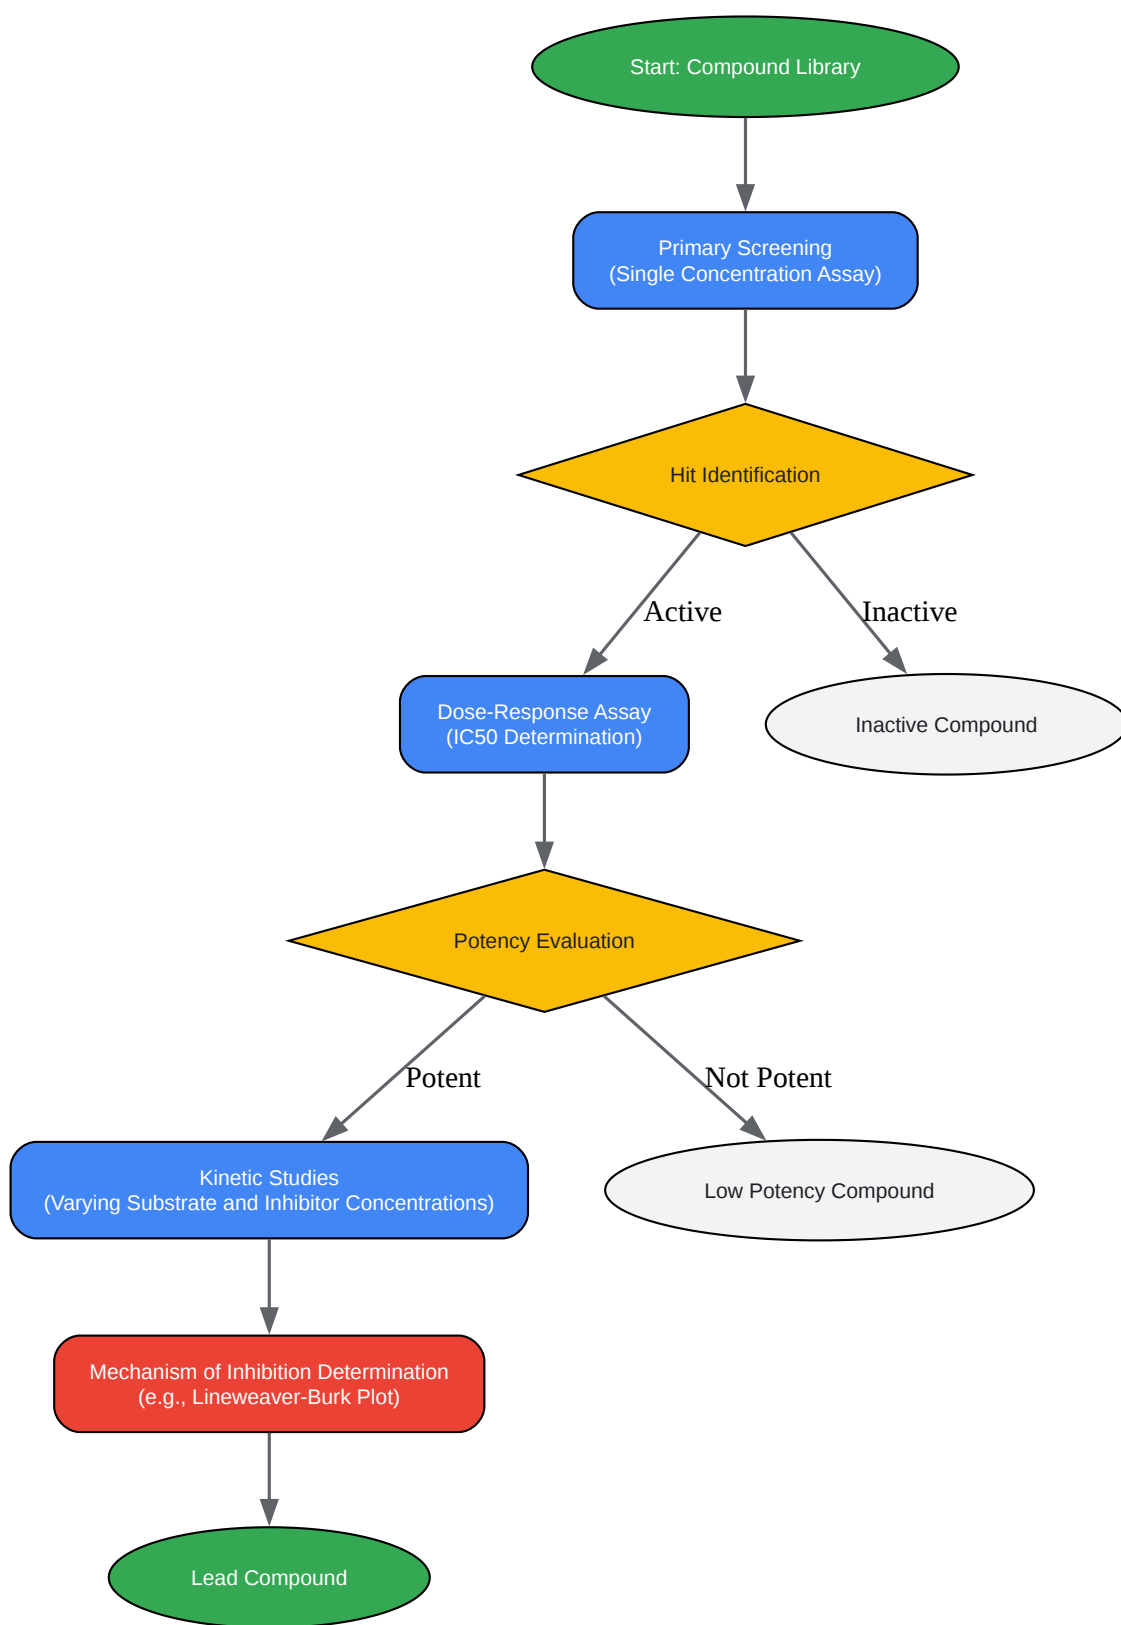 Start: Compound Library
Primary Screening
(Single Concentration Assay)
Hit Identification
Active
Inactive
Dose-Response Assay
(IC50 Determination)
Inactive Compound
Potency Evaluation
Potent
Not Potent
Kinetic Studies
(Varying Substrate and Inhibitor Concentrations)
Low Potency Compound
Mechanism of Inhibition Determination
(e.g., Lineweaver-Burk Plot)
Lead Compound